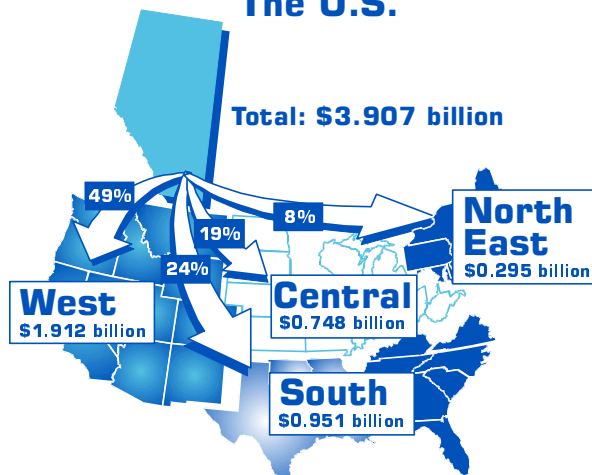 The U.S.
Total: $3.907 billion
49%
8%
19%
24%
North
East
$0.295 billion
West
$1.912 billion
Central
$0.748 billion
South
$0.951 billion